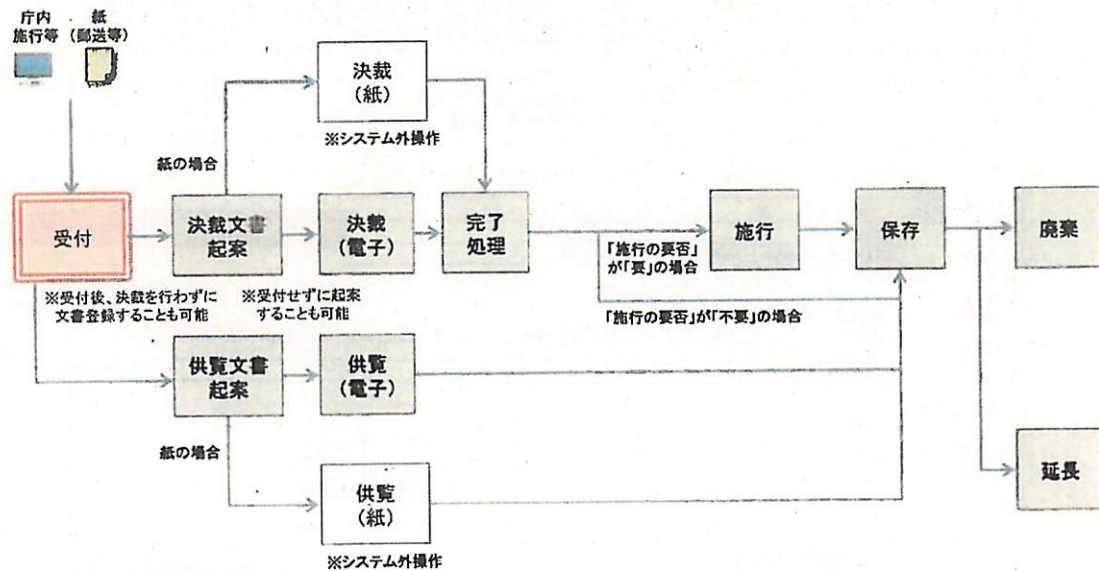 庁内
施行等
紙
(郵送等)
決裁
(紙)
※システム外操作
紙の場合
受付
決裁文書
起案
決裁
(電子)
完了
処理
「施行の要否」
が「要」の場合
施行
保存
廃棄
※受付後、決裁を行わずに
文書登録することも可能
※受付せずに起案
することも可能
「施行の要否」が「不要」の場合
供覧文書
起案
供覧
(電子)
紙の場合
供覧
(紙)
※システム外操作
延長